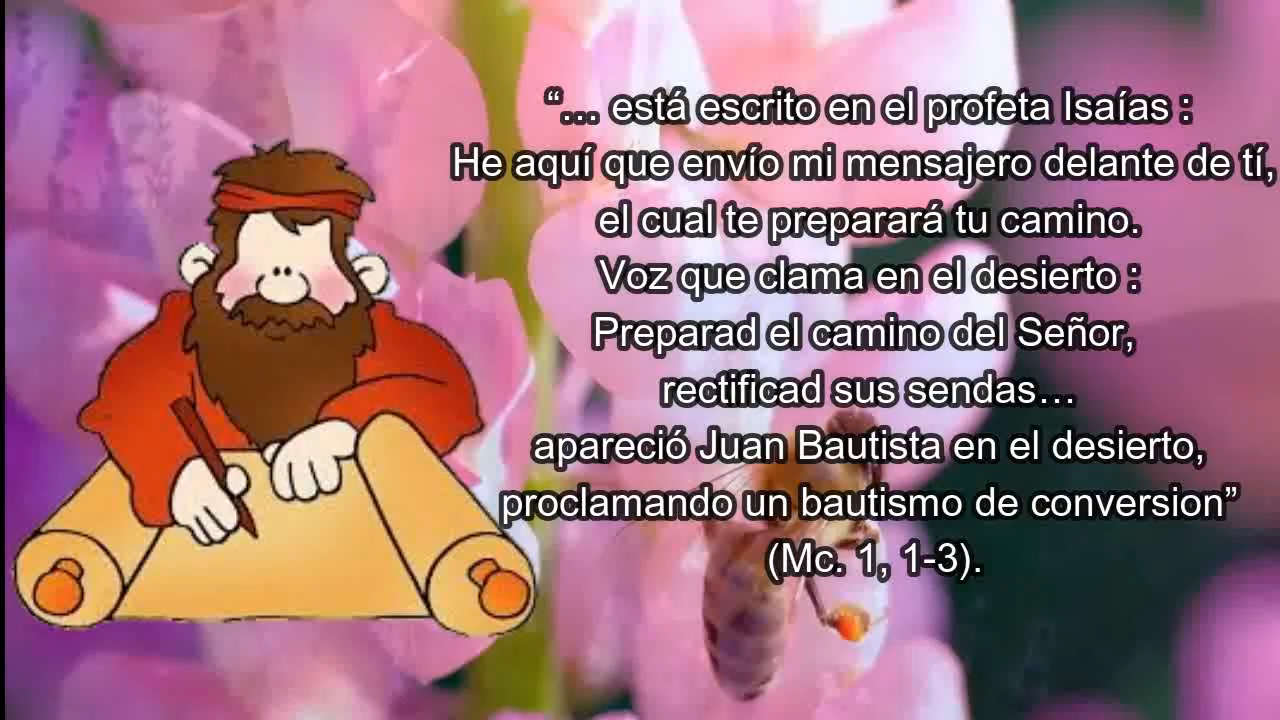 “… está escrito en el profeta Isaías :
He aquí que envío mi mensajero delante de tí,
el cual te preparará tu camino.
Voz que clama en el desierto :
Preparad el camino del Señor,
rectificad sus sendas…
apareció Juan Bautista en el desierto,
proclamando un bautismo de conversion”
(Mc. 1, 1-3).